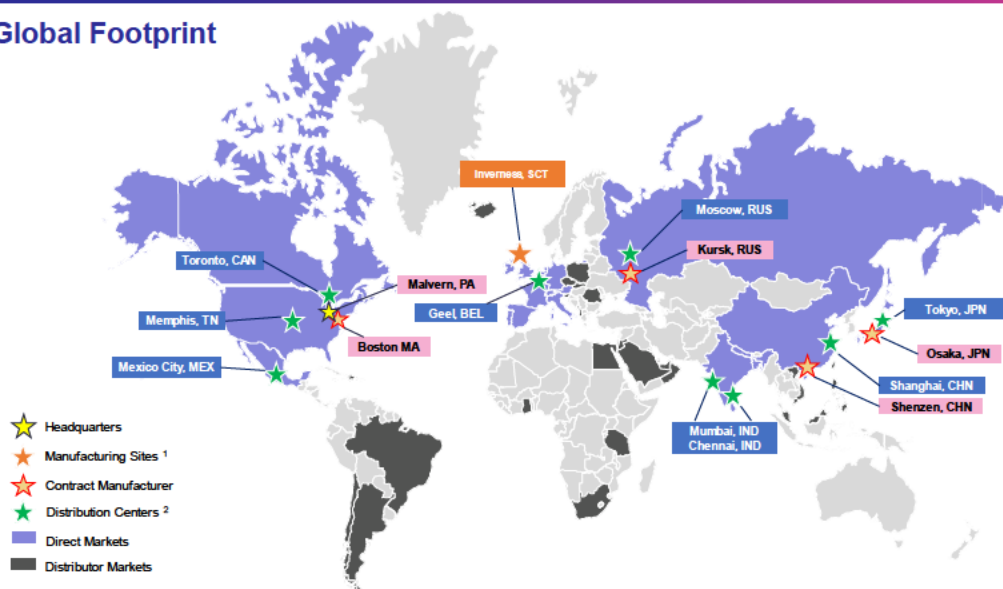 Global Footprint
Inverness, SCT
Moscow, RUS
Kursk, RUS
Toronto, CAN
Malvern, PA
Geel, BEL
Memphis, TN
Boston MA
Tokyo, JPN
Osaka, JPN
Mexico City, MEX
Shanghai, CHN
Shenzen, CHN
Mumbai, IND
Chennai, IND
Headquarters
Manufacturing Sites 1
Contract Manufacturer
Distribution Centers 2
Direct Markets
Distributor Markets